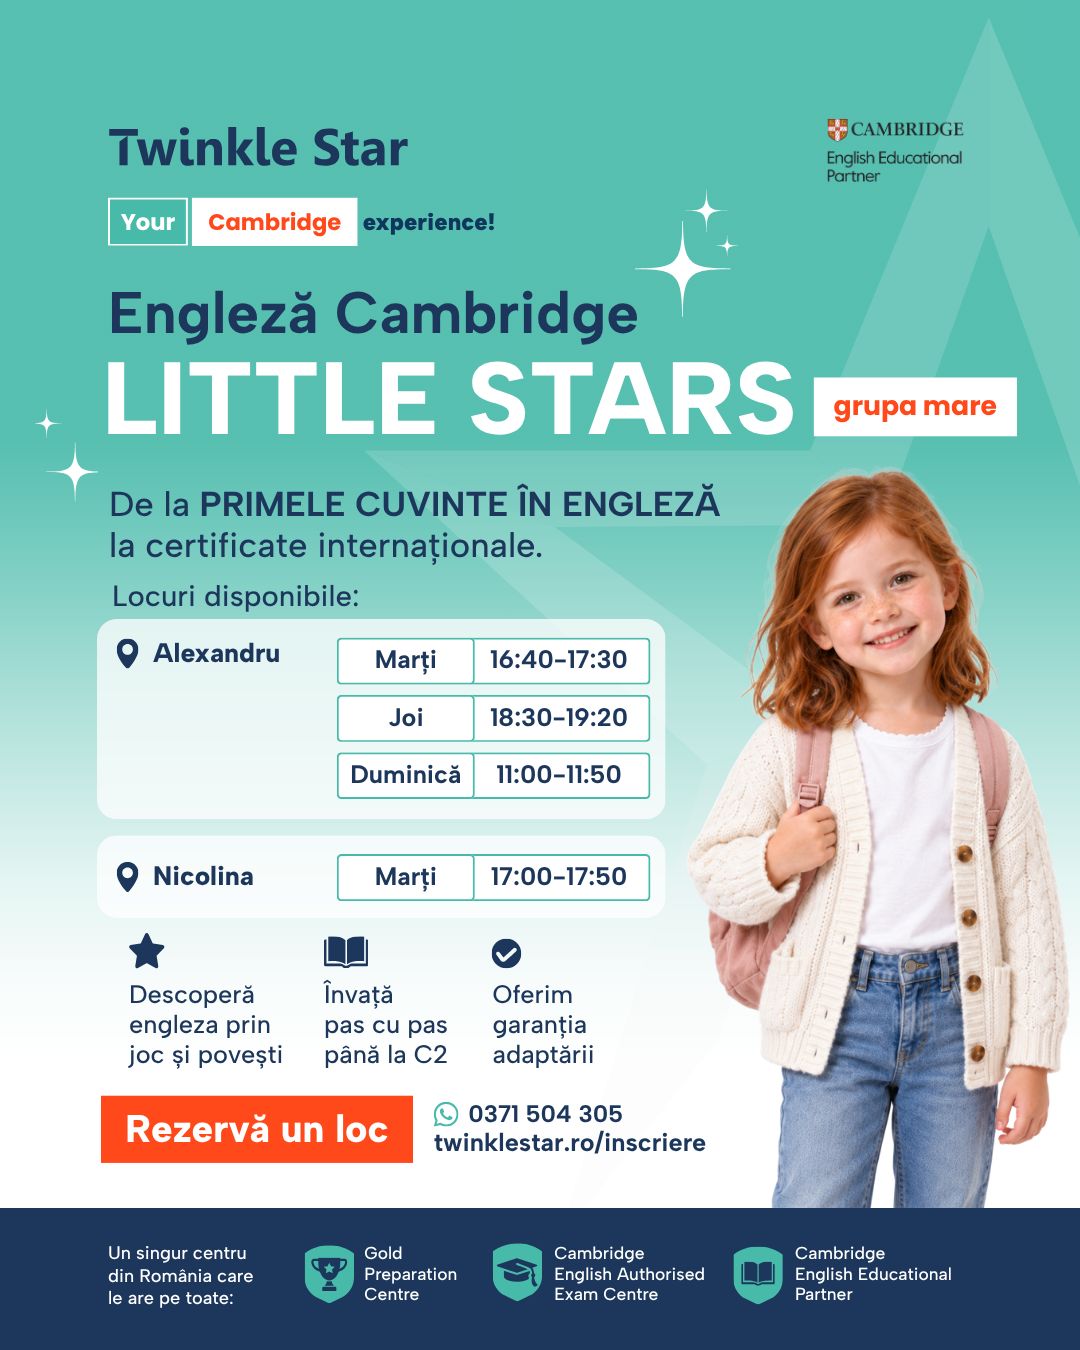 Twinkle Star
CAMBRIDGE
English Educational
Partner
Your Cambridge experience!
Engleză Cambridge
LITTLE STARS grupa mare
De la PRIMELE CUVINTE ÎN ENGLEZĂ
la certificate internaționale.
Locuri disponibile:
Alexandru
Marți 16:40-17:30
Joi 18:30-19:20
Duminică 11:00-11:50
Nicolina
Marți 17:00-17:50
Descoperă
engleza prin
joc și povești
Învață
pas cu pas
până la C2
Oferim
garanția
adaptării
Rezervă un loc
0371 504 305
twinklestar.ro/inscriere
Un singur centru
din România care
le are pe toate:
Gold
Preparation
Centre
Cambridge
English Authorised
Exam Centre
Cambridge
English Educational
Partner